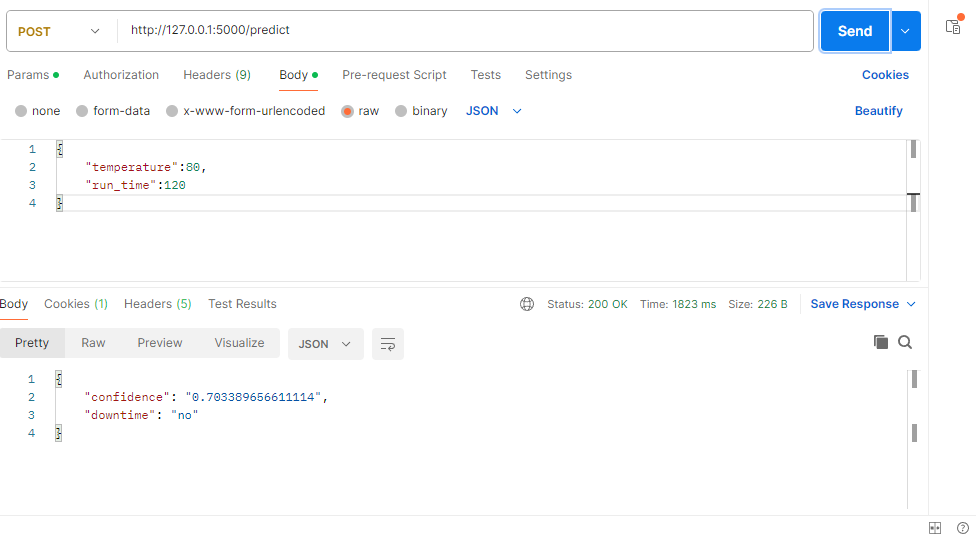 POST http://127.0.0.1:5000/predict Send
Params Authorization Headers (9) Body Pre-request Script Tests Settings Cookies
none form-data x-www-form-urlencoded raw binary JSON Beautify
1 {
2 "temperature":80,
3 "run_time":120
4 }
Body Cookies (1) Headers (5) Test Results Status: 200 OK Time: 1823 ms Size: 226 B Save Response
Pretty Raw Preview Visualize JSON
1 {
2 "confidence": "0.703389656611114",
3 "downtime": "no"
4 }